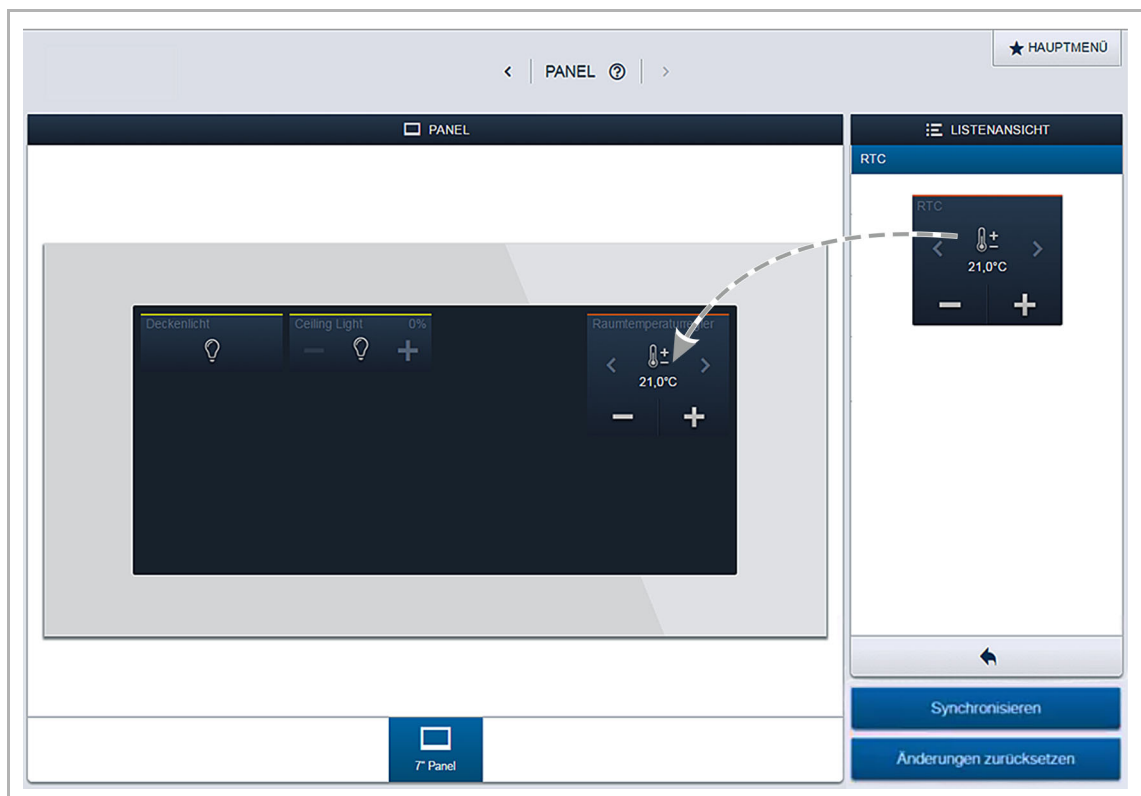 HAUPTMENÜ
PANEL
PANEL
LISTENANSICHT
RTC
RTC
21,0°C
Deckenlicht
Ceiling Light 0%
Raumtemperaturregler
21,0°C
7" Panel
Synchronisieren
Änderungen zurücksetzen